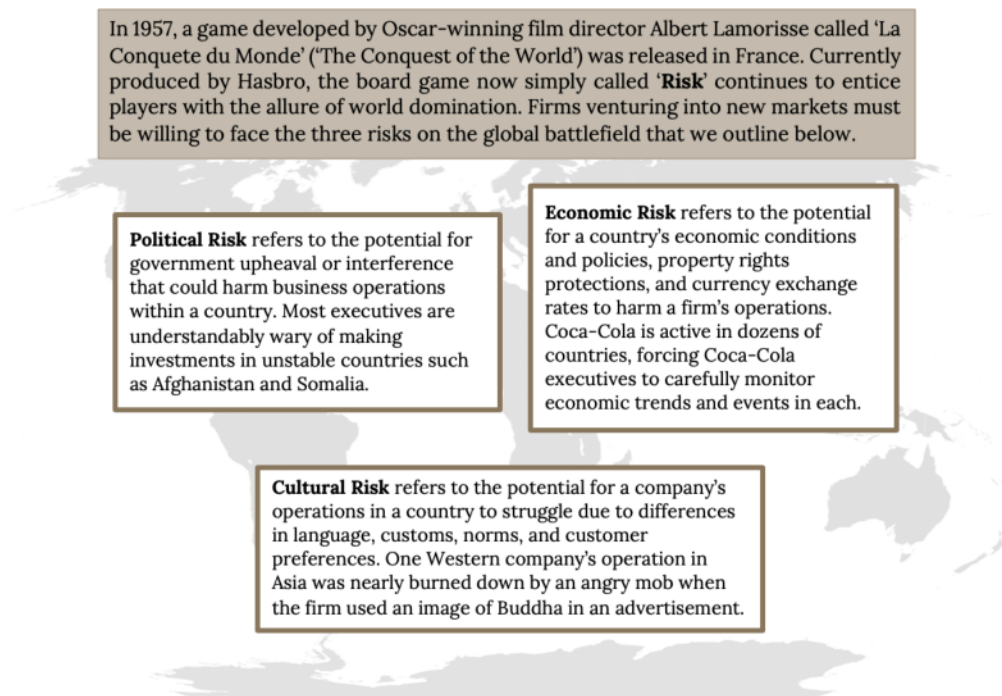 In 1957, a game developed by Oscar-winning film director Albert Lamorisse called ‘La
Conquete du Monde’ (‘The Conquest of the World’) was released in France. Currently
produced by Hasbro, the board game now simply called ‘Risk’ continues to entice
players with the allure of world domination. Firms venturing into new markets must
be willing to face the three risks on the global battlefield that we outline below.
Political Risk refers to the potential for
government upheaval or interference
that could harm business operations
within a country. Most executives are
understandably wary of making
investments in unstable countries such
as Afghanistan and Somalia.
Economic Risk refers to the potential
for a country’s economic conditions
and policies, property rights
protections, and currency exchange
rates to harm a firm’s operations.
Coca-Cola is active in dozens of
countries, forcing Coca-Cola
executives to carefully monitor
economic trends and events in each.
Cultural Risk refers to the potential for a company’s
operations in a country to struggle due to differences
in language, customs, norms, and customer
preferences. One Western company’s operation in
Asia was nearly burned down by an angry mob when
the firm used an image of Buddha in an advertisement.